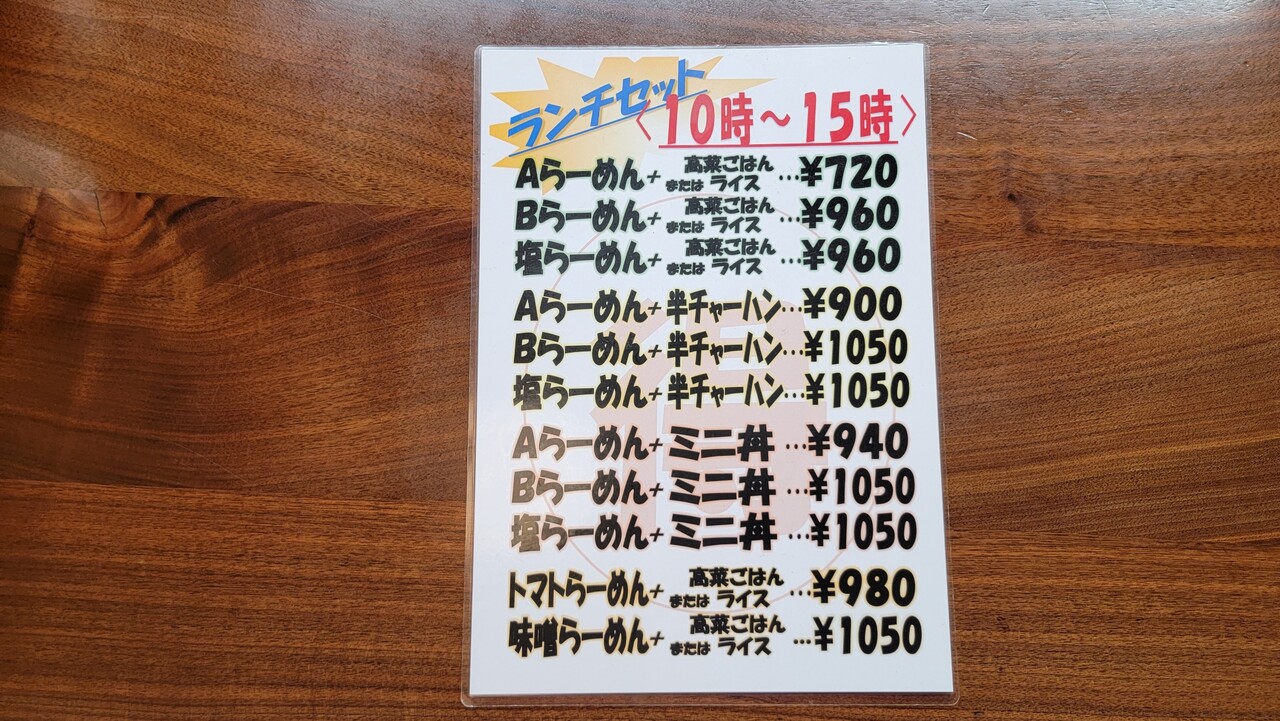 ランチセット
〈10時～15時〉
Aらーめん+ 高菜ごはん または ライス …¥720
Bらーめん+ 高菜ごはん または ライス …¥960
塩らーめん+ 高菜ごはん または ライス …¥960
Aらーめん+半チャーハン…¥900
Bらーめん+半チャーハン…¥1050
塩らーめん+半チャーハン…¥1050
Aらーめん+ミニ丼…¥940
Bらーめん+ミニ丼…¥1050
塩らーめん+ミニ丼…¥1050
トマトらーめん+ 高菜ごはん または ライス …¥980
味噌らーめん+ 高菜ごはん または ライス …¥1050
得